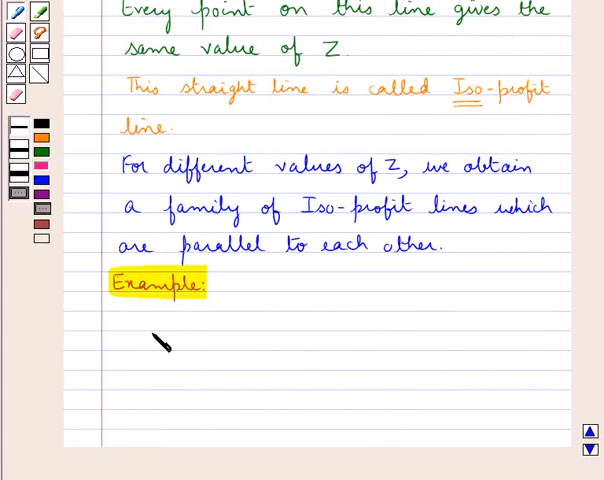 Every point on this line gives the
same value of Z.
This straight line is called Iso-profit
line.
For different values of Z, we obtain
a family of Iso-profit lines which
are parallel to each other.
Example: